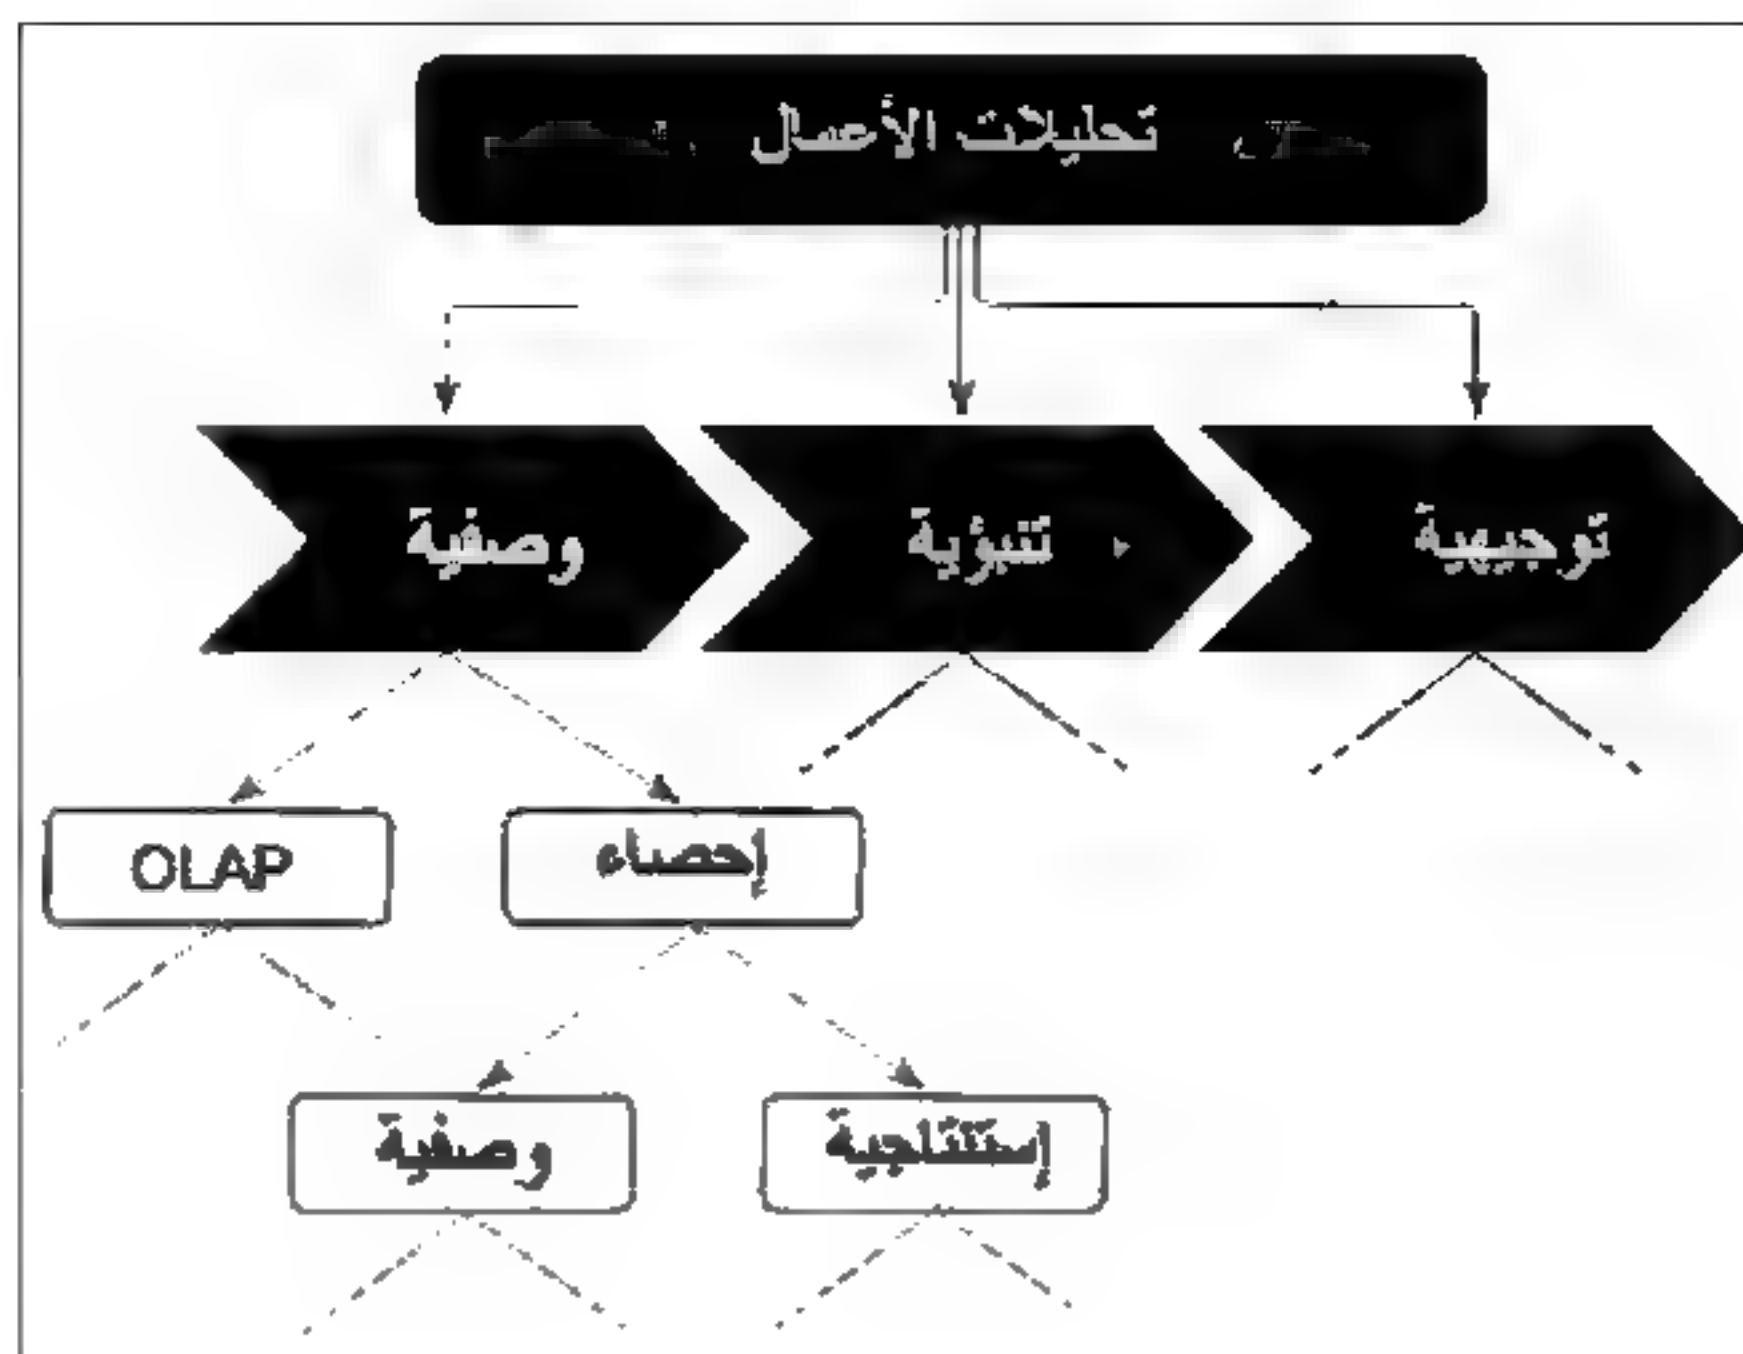 تحليلات الأعمال
وصفية
تنبؤية
توجيهية
OLAP
إحصاء
وصفية
إستنتاجية